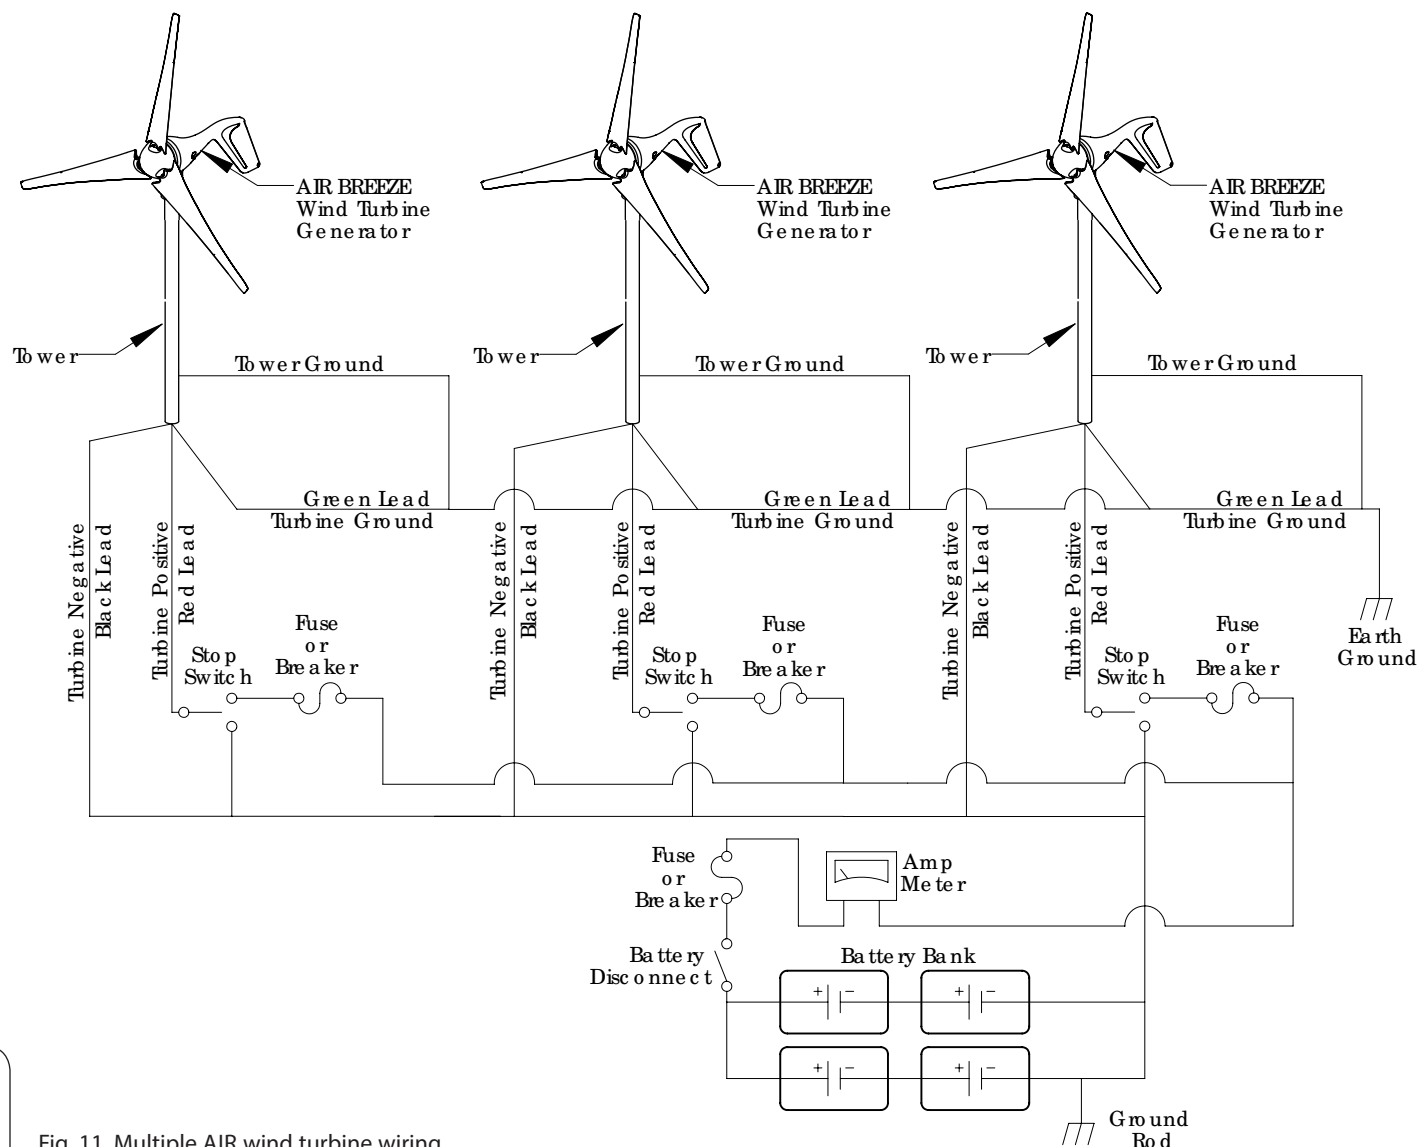 AIR BREEZE
Wind Turbine
Generator
AIR BREEZE
Wind Turbine
Generator
AIR BREEZE
Wind Turbine
Generator
Tower
Tower
Tower
Tower Ground
Tower Ground
Tower Ground
Green Lead
Turbine Ground
Green Lead
Turbine Ground
Green Lead
Turbine Ground
Turbine Negative
Black Lead
Turbine Positive
Red Lead
Turbine Negative
Black Lead
Turbine Positive
Red Lead
Turbine Negative
Black Lead
Turbine Positive
Red Lead
Earth
Ground
Stop
Switch
Fuse
or
Breaker
Stop
Switch
Fuse
or
Breaker
Stop
Switch
Fuse
or
Breaker
Fuse
or
Breaker
Amp
Meter
Battery
Disconnect
Battery Bank
+ −
+ −
+ −
+ −
Ground
Rod
Fig. 11 Multiple AIR wind turbine wiring